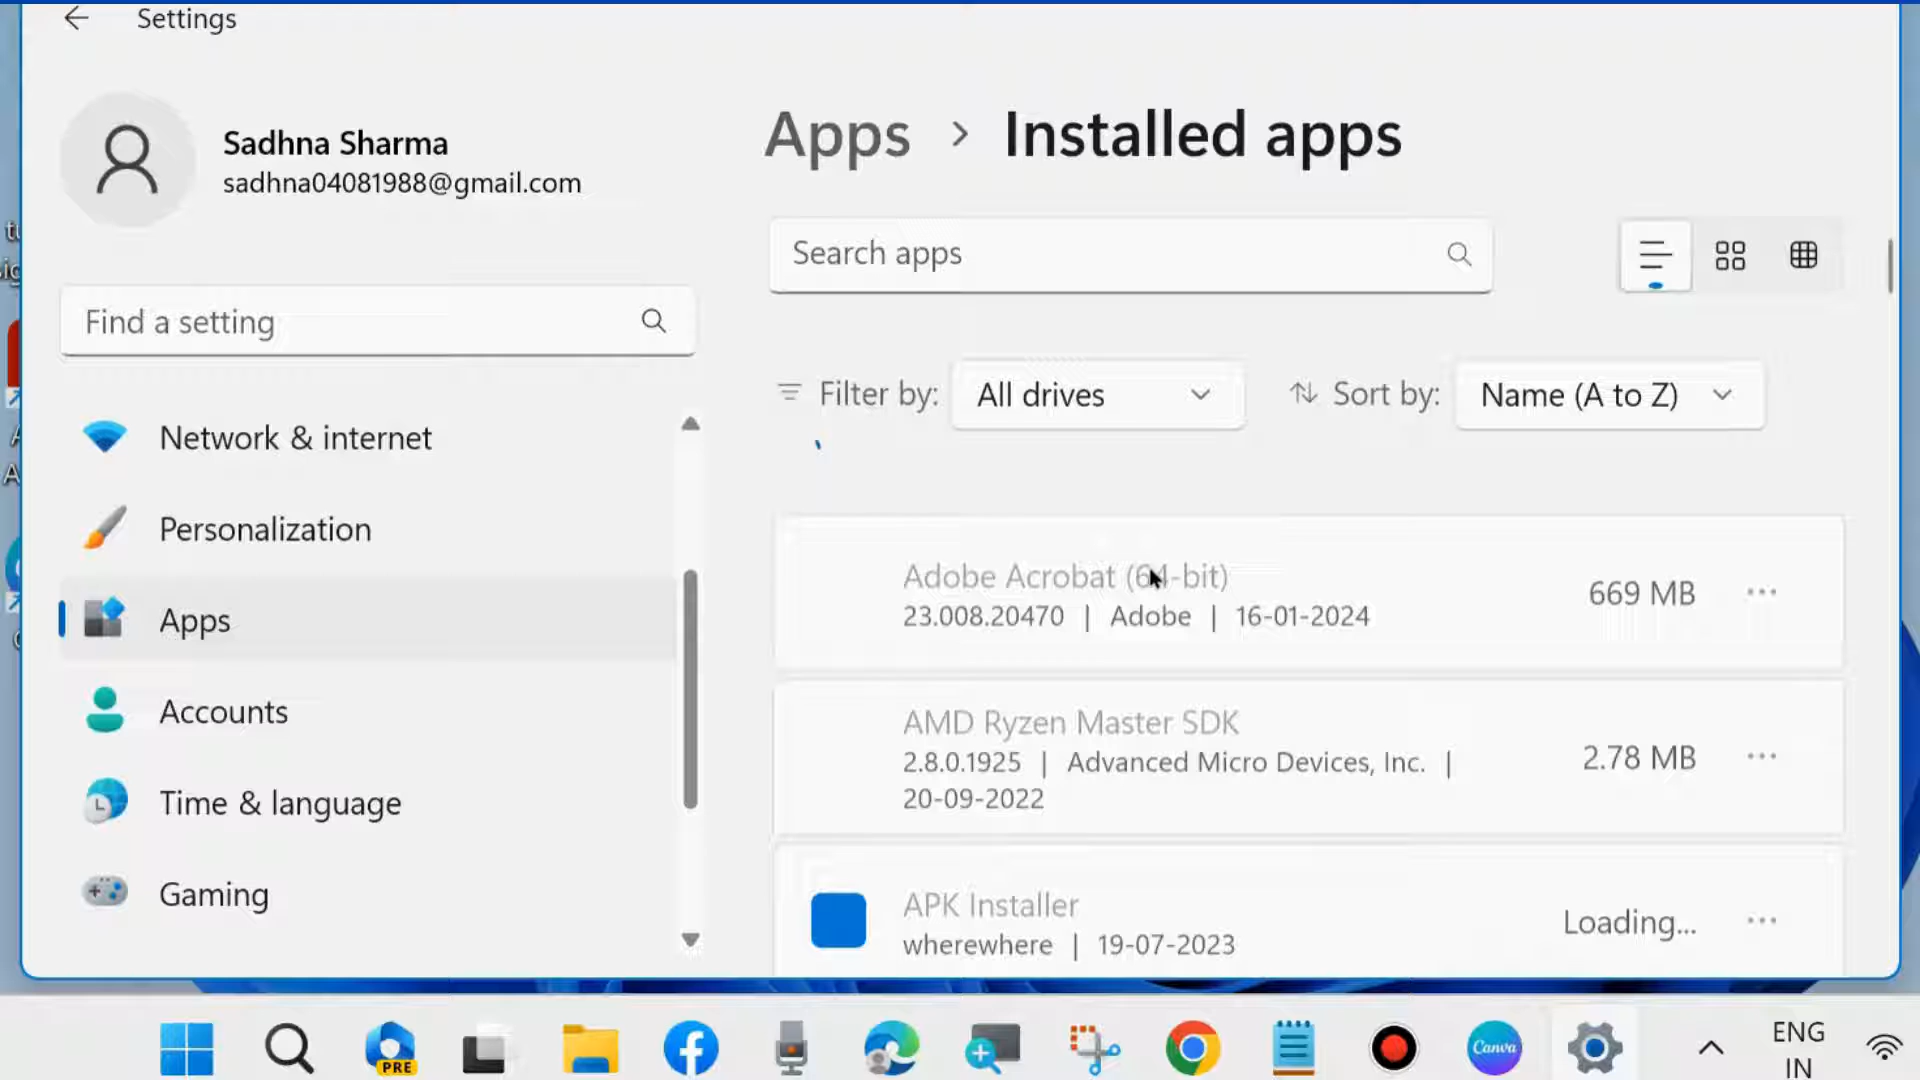 Settings
Sadhna Sharma
sadhna04081988@gmail.com
Find a setting
Network & internet
Personalization
Apps
Accounts
Time & language
Gaming
Apps > Installed apps
Search apps
Filter by: All drives
Sort by: Name (A to Z)
Adobe Acrobat (64-bit)
23.008.20470 | Adobe | 16-01-2024
669 MB
AMD Ryzen Master SDK
2.8.0.1925 | Advanced Micro Devices, Inc. |
20-09-2022
2.78 MB
APK Installer
wherewhere | 19-07-2023
Loading...
PRE
Canva
ENG
IN